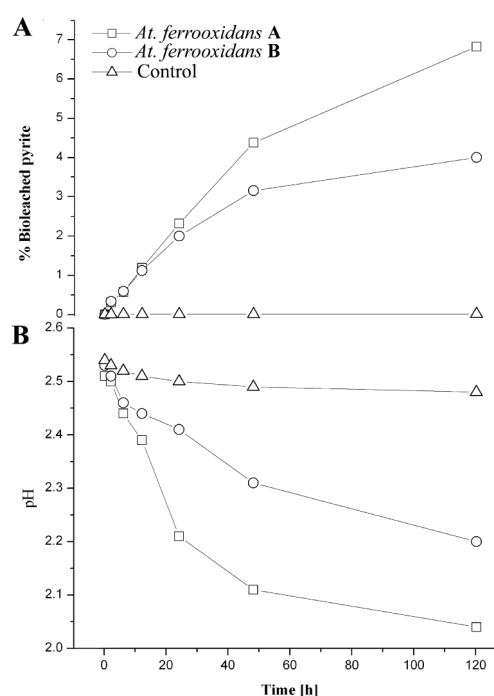 A
At. ferrooxidans A
At. ferrooxidans B
Control
% Bioleached pyrite
7
6
5
4
3
2
1
0
B
pH
2.6
2.5
2.4
2.3
2.2
2.1
2.0
0 20 40 60 80 100 120
Time [h]